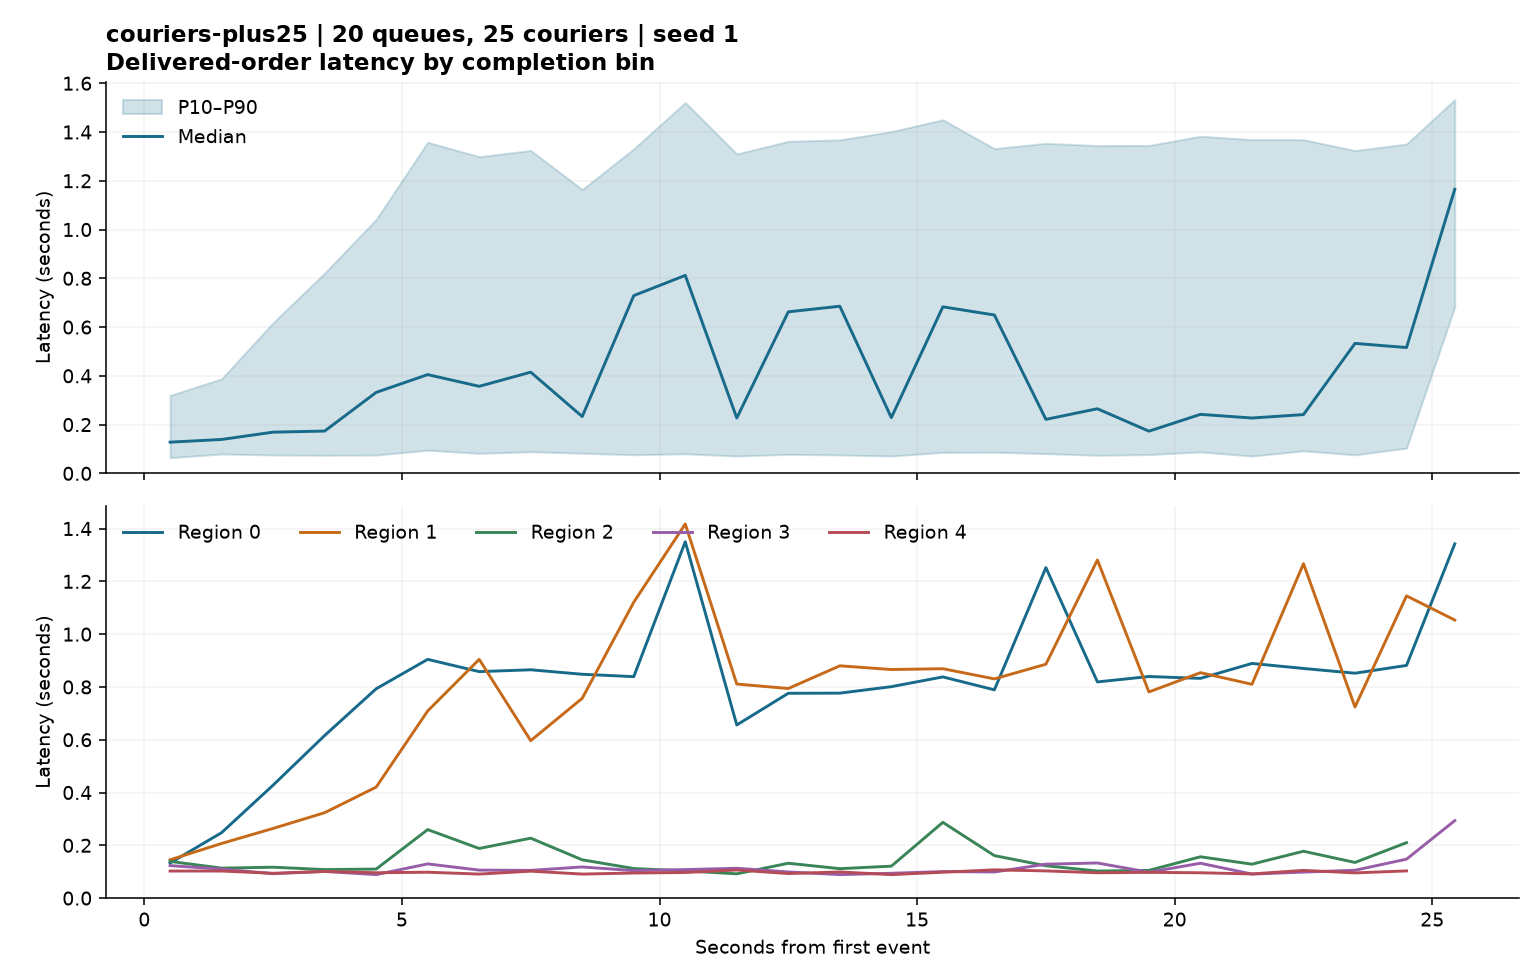 couriers-plus25 | 20 queues, 25 couriers | seed 1
Delivered-order latency by completion bin
P10–P90
Median
Latency (seconds)
1.6
1.4
1.2
1.0
0.8
0.6
0.4
0.2
0.0
Region 0 Region 1 Region 2 Region 3 Region 4
Latency (seconds)
1.4
1.2
1.0
0.8
0.6
0.4
0.2
0.0
0 5 10 15 20 25
Seconds from first event